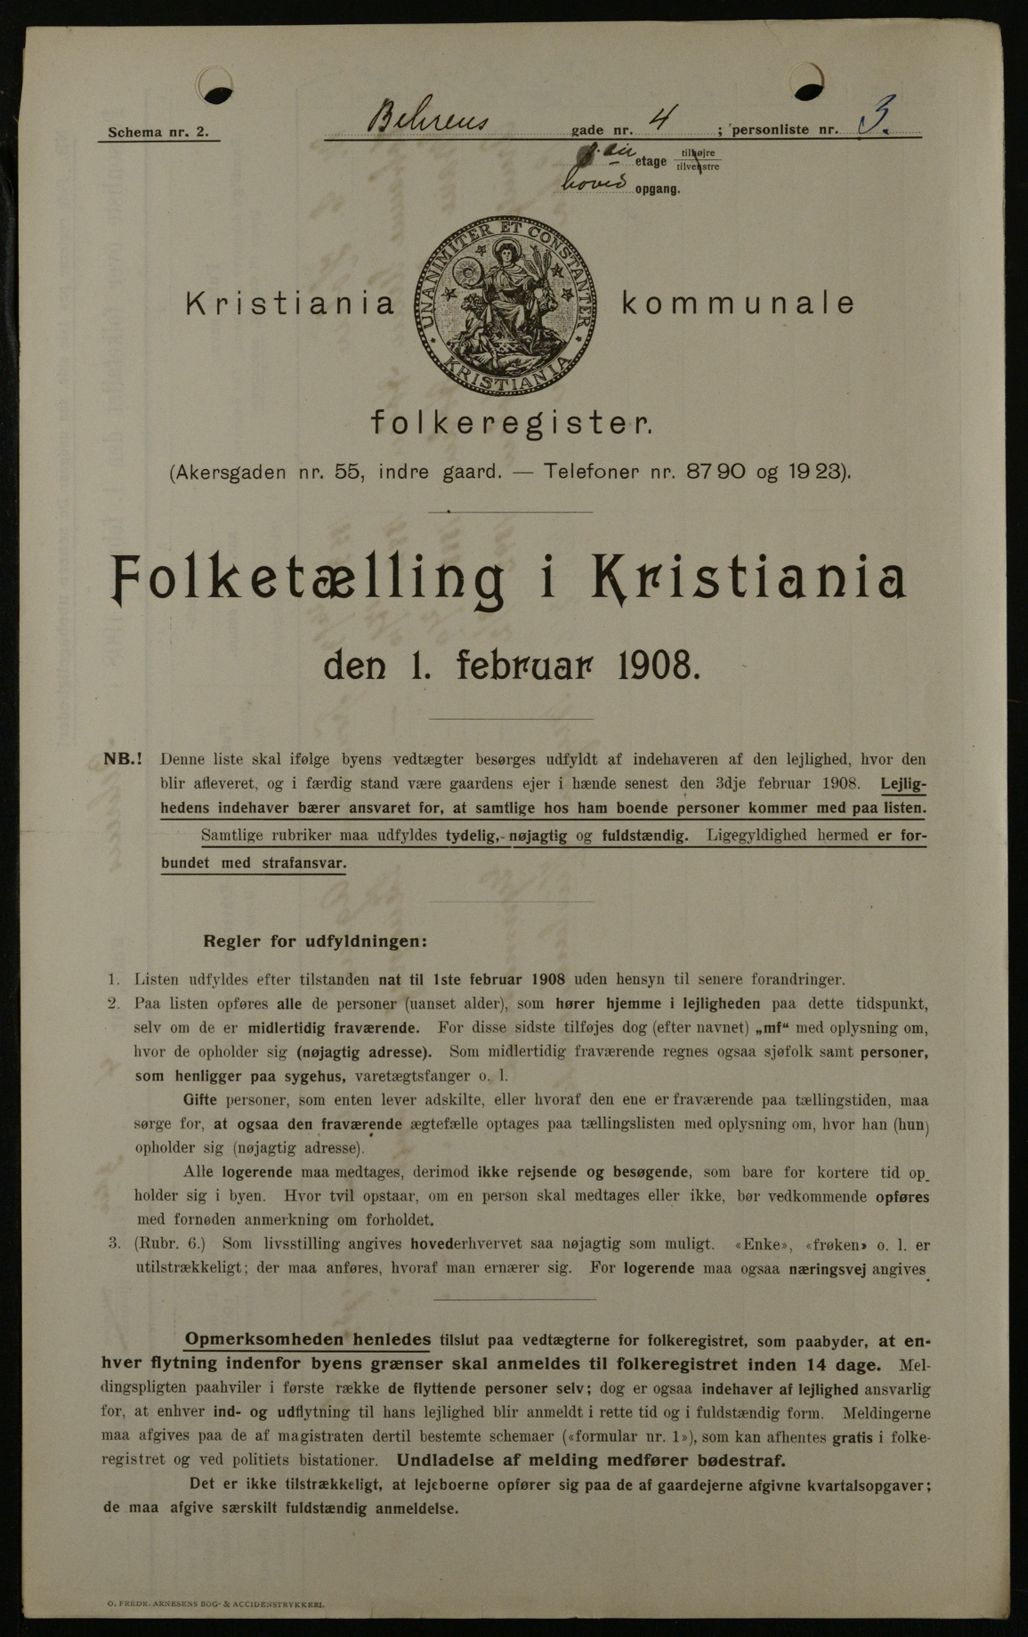 Schema nr. 2.
Behrens gade nr. 4 ; personliste nr. 3.
etage tilhøjre tilvenstre
hoved opgang.
UNANIMITER ET CONSTANTER
KRISTIANIA
Kristiania kommunale
folkeregister.
(Akersgaden nr. 55, indre gaard. — Telefoner nr. 8790 og 1923).
Folketælling i Kristiania
den 1. februar 1908.
NB.! Denne liste skal ifølge byens vedtægter besørges udfyldt af indehaveren af den lejlighed, hvor den
blir afleveret, og i færdig stand være gaardens ejer i hænde senest den 3dje februar 1908. Lejlig-
hedens indehaver bærer ansvaret for, at samtlige hos ham boende personer kommer med paa listen.
Samtlige rubriker maa udfyldes tydelig, nøjagtig og fuldstændig. Ligegyldighed hermed er for-
bundet med strafansvar.
Regler for udfyldningen:
1. Listen udfyldes efter tilstanden nat til 1ste februar 1908 uden hensyn til senere forandringer.
2. Paa listen opføres alle de personer (uanset alder), som hører hjemme i lejligheden paa dette tidspunkt,
selv om de er midlertidig fraværende. For disse sidste tilføjes dog (efter navnet) „mf“ med oplysning om,
hvor de opholder sig (nøjagtig adresse). Som midlertidig fraværende regnes ogsaa sjøfolk samt personer,
som henligger paa sygehus, varetægtsfanger o. l.
Gifte personer, som enten lever adskilte, eller hvoraf den ene er fraværende paa tællingstiden, maa
sørge for, at ogsaa den fraværende ægtefælle optages paa tællingslisten med oplysning om, hvor han (hun)
opholder sig (nøjagtig adresse).
Alle logerende maa medtages, derimod ikke rejsende og besøgende, som bare for kortere tid op
holder sig i byen. Hvor tvil opstaar, om en person skal medtages eller ikke, bør vedkommende opføres
med fornøden anmerkning om forholdet.
3. (Rubr. 6.) Som livsstilling angives hovederhvervet saa nøjagtig som muligt. «Enke», «frøken» o. l. er
utilstrækkeligt; der maa anføres, hvoraf man ernærer sig. For logerende maa ogsaa næringsvej angives
Opmerksomheden henledes tilslut paa vedtægterne for folkeregistret, som paabyder, at en-
hver flytning indenfor byens grænser skal anmeldes til folkeregistret inden 14 dage. Mel-
dingspligten paahviler i første række de flyttende personer selv; dog er ogsaa indehaver af lejlighed ansvarlig
for, at enhver ind- og udflytning til hans lejlighed blir anmeldt i rette tid og i fuldstændig form. Meldingerne
maa afgives paa de af magistraten dertil bestemte schemaer («formular nr. 1»), som kan afhentes gratis i folke-
registret og ved politiets bistationer. Undladelse af melding medfører bødestraf.
Det er ikke tilstrækkeligt, at lejeboerne opfører sig paa de af gaardejerne afgivne kvartalsopgaver;
de maa afgive særskilt fuldstændig anmeldelse.
O. FREDR. ARNESENS BOG- & ACCIDENSTRYKKERI.